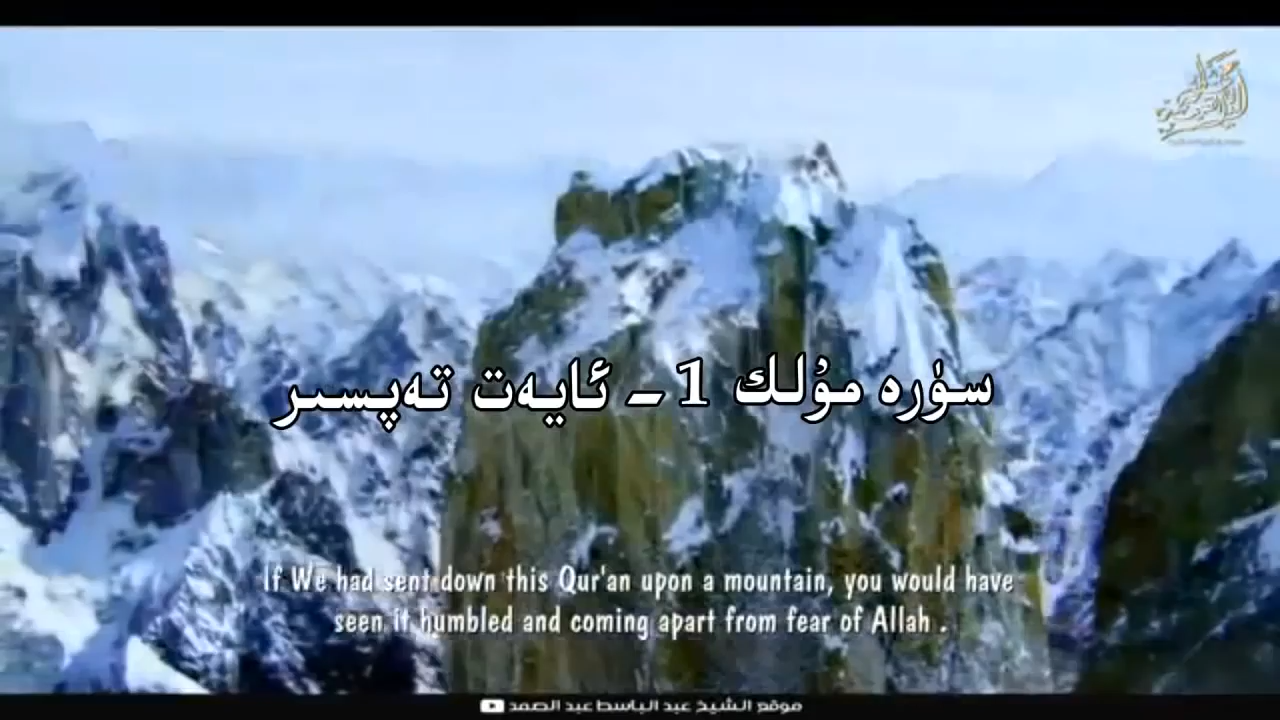 سۈرە مۇلك 1 ـ ئايەت تەپسىر
If We had sent down this Qur'an upon a mountain, you would have
seen it humbled and coming apart from fear of Allah .
موقع الشيخ عبد الباسط عبد الصمد